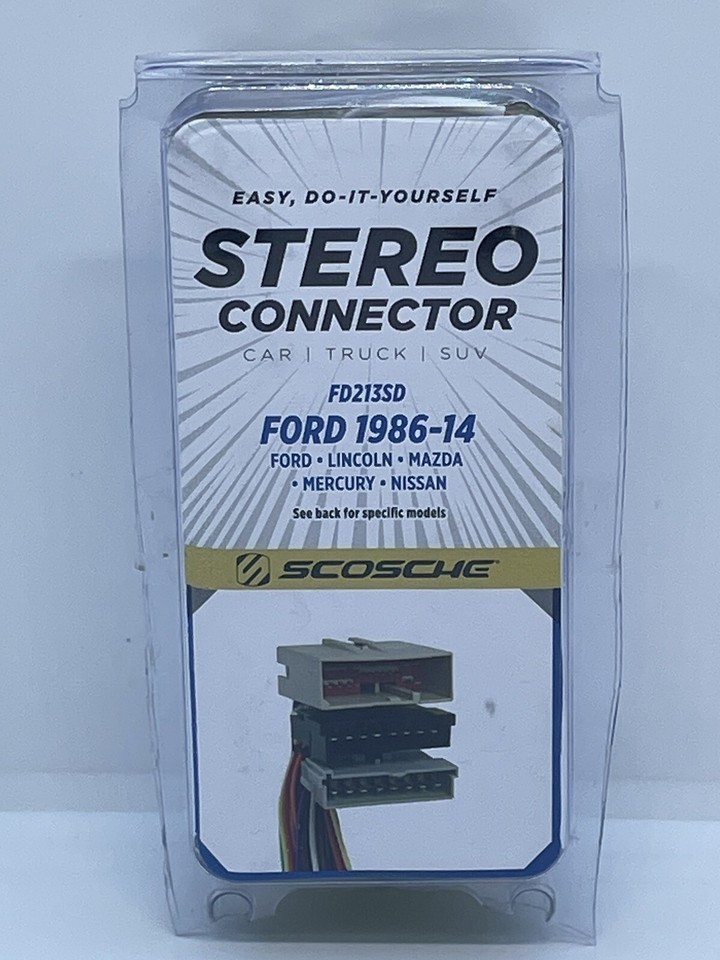 EASY, DO-IT-YOURSELF
STEREO
CONNECTOR
CAR | TRUCK | SUV
FD213SD
FORD 1986-14
FORD • LINCOLN • MAZDA
• MERCURY • NISSAN
See back for specific models
SCOSCHE